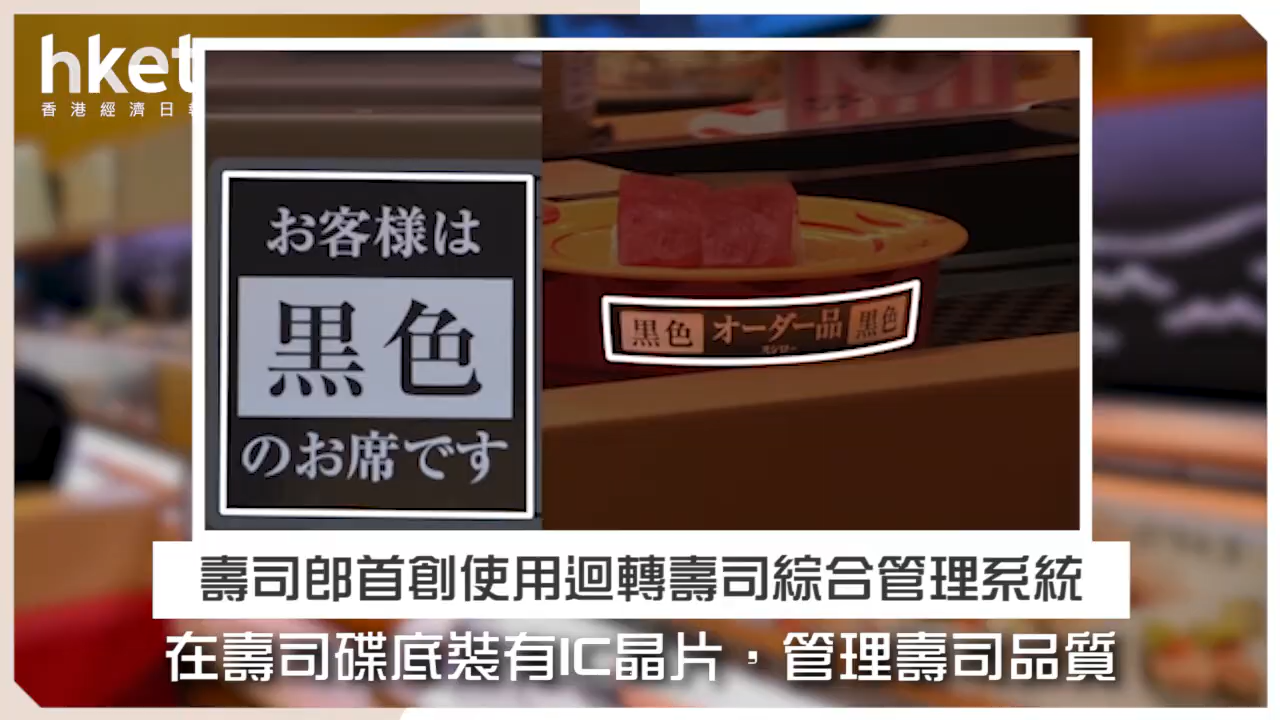 hket
香港經濟日
お客様は
黒色
のお席です
黒色 オーダー品 黒色
壽司郎首創使用迴轉壽司綜合管理系統
在壽司碟底裝有IC晶片，管理壽司品質